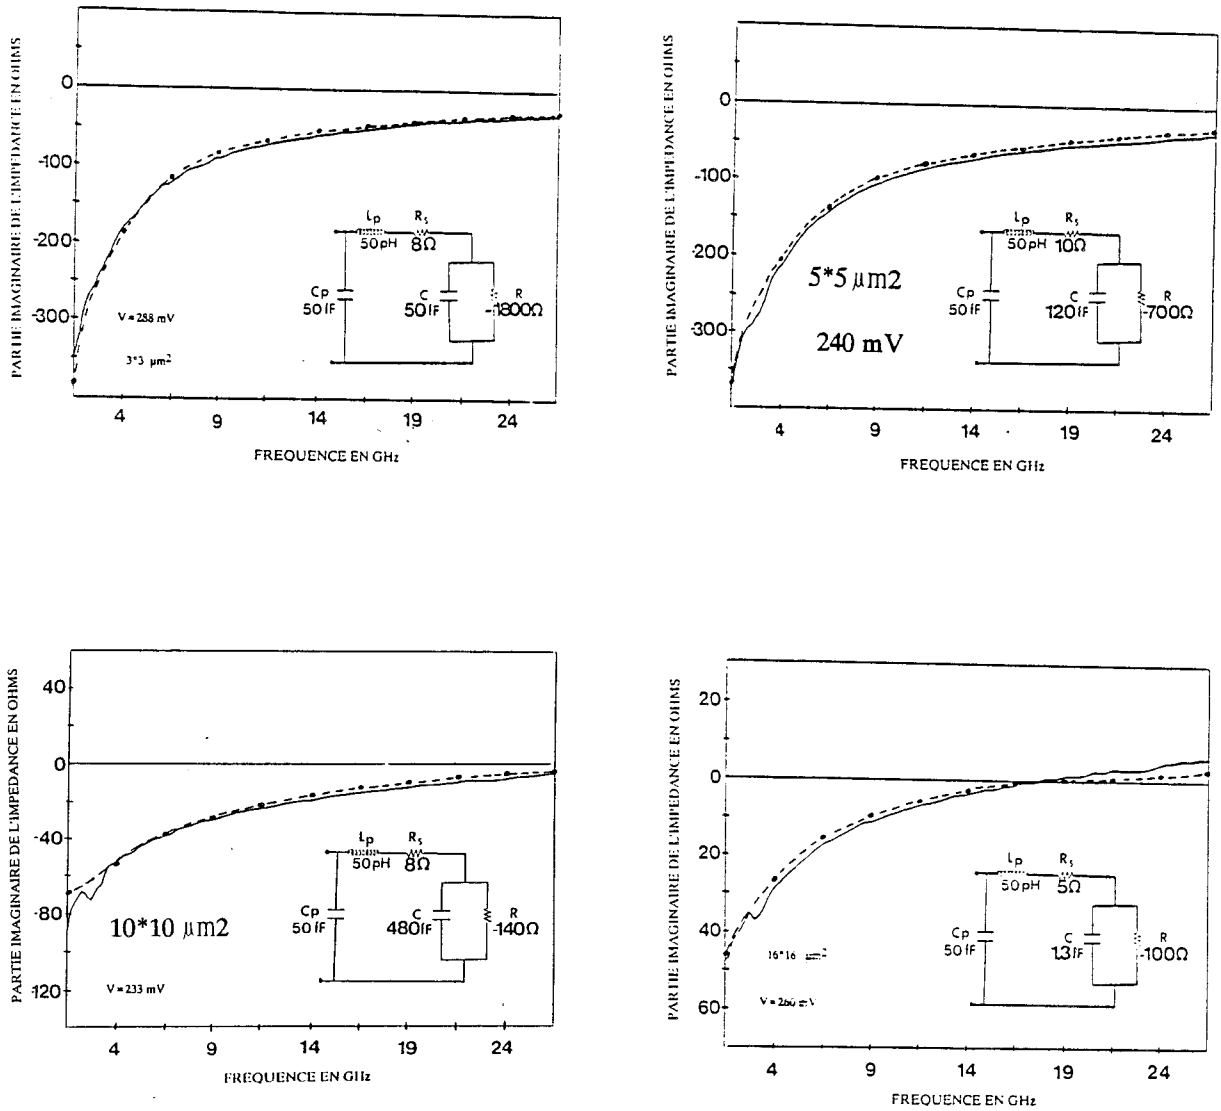 PARTIE IMAGINAIRE DE L'IMPEDANCE EN OHMS
0
-100
-200
-300
Lp
50pH
Rs
8Ω
Cp
50fF
C
50fF
R
-1800Ω
V = 288 mV
3*3 µm2
4 9 14 19 24
FREQUENCE EN GHz
PARTIE IMAGINAIRE DE L'IMPEDANCE EN OHMS
0
-100
-200
-300
Lp
50pH
Rs
10Ω
Cp
50fF
C
120fF
R
-700Ω
5*5 µm2
240 mV
4 9 14 19 24
FREQUENCE EN GHz
PARTIE IMAGINAIRE DE L'IMPEDANCE EN OHMS
40
0
-40
-80
-120
Lp
50pH
Rs
8Ω
Cp
50fF
C
480fF
R
-140Ω
10*10 µm2
V = 233 mV
4 9 14 19 24
FREQUENCE EN GHz
PARTIE IMAGINAIRE DE L'IMPEDANCE EN OHMS
20
0
20
40
60
Lp
50pH
Rs
5Ω
Cp
50fF
C
1.3fF
R
-100Ω
16*16 µm2
V = 260 mV
4 9 14 19 24
FREQUENCE EN GHz